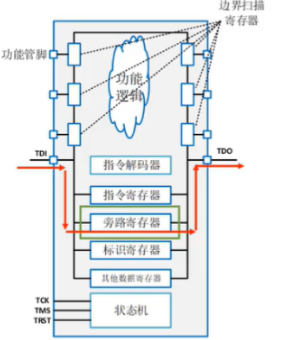 边界扫描
寄存器
功能管脚
功能
逻辑
TDI
TDO
指令解码器
指令寄存器
旁路寄存器
标识寄存器
其他数据寄存器
TCK
TMS
TRST
状态机